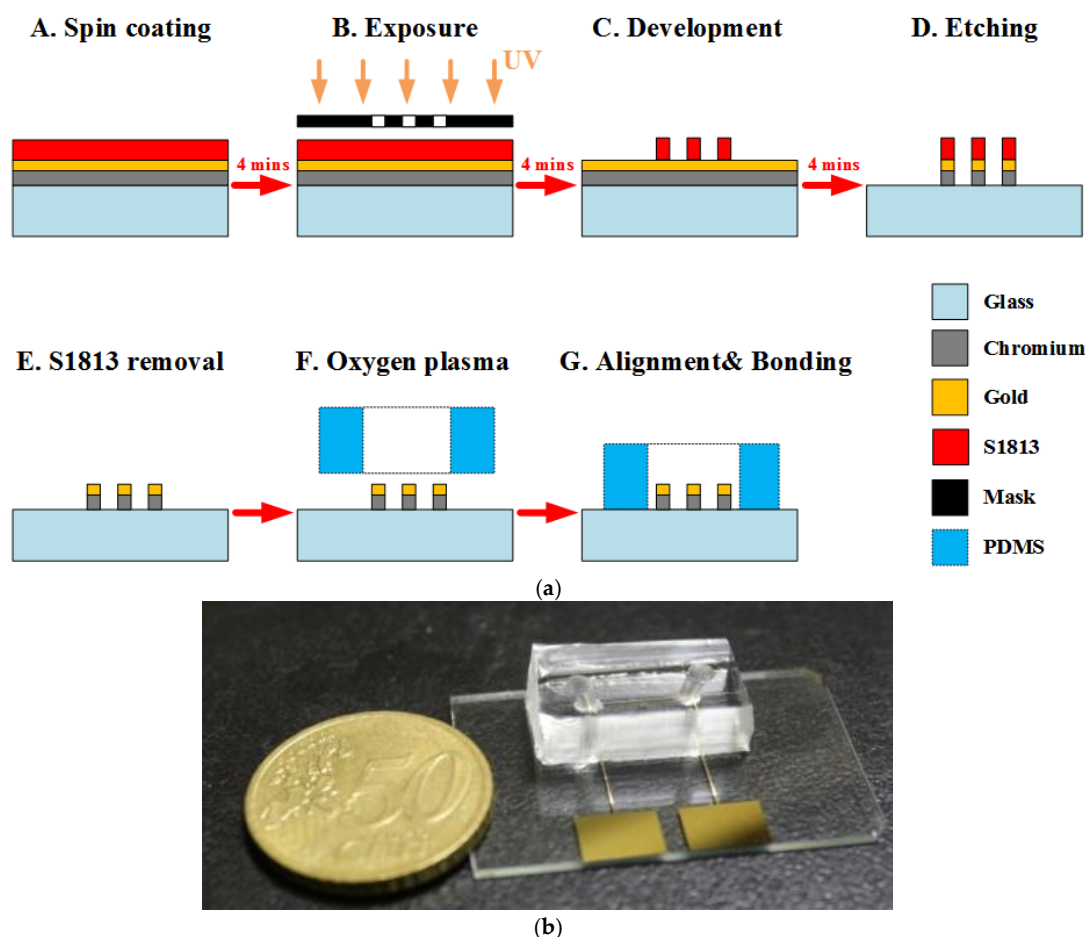 A. Spin coating
B. Exposure
C. Development
D. Etching
UV
4 mins
4 mins
4 mins
Glass
Chromium
Gold
S1813
Mask
PDMS
E. S1813 removal
F. Oxygen plasma
G. Alignment& Bonding
(a)
50
(b)